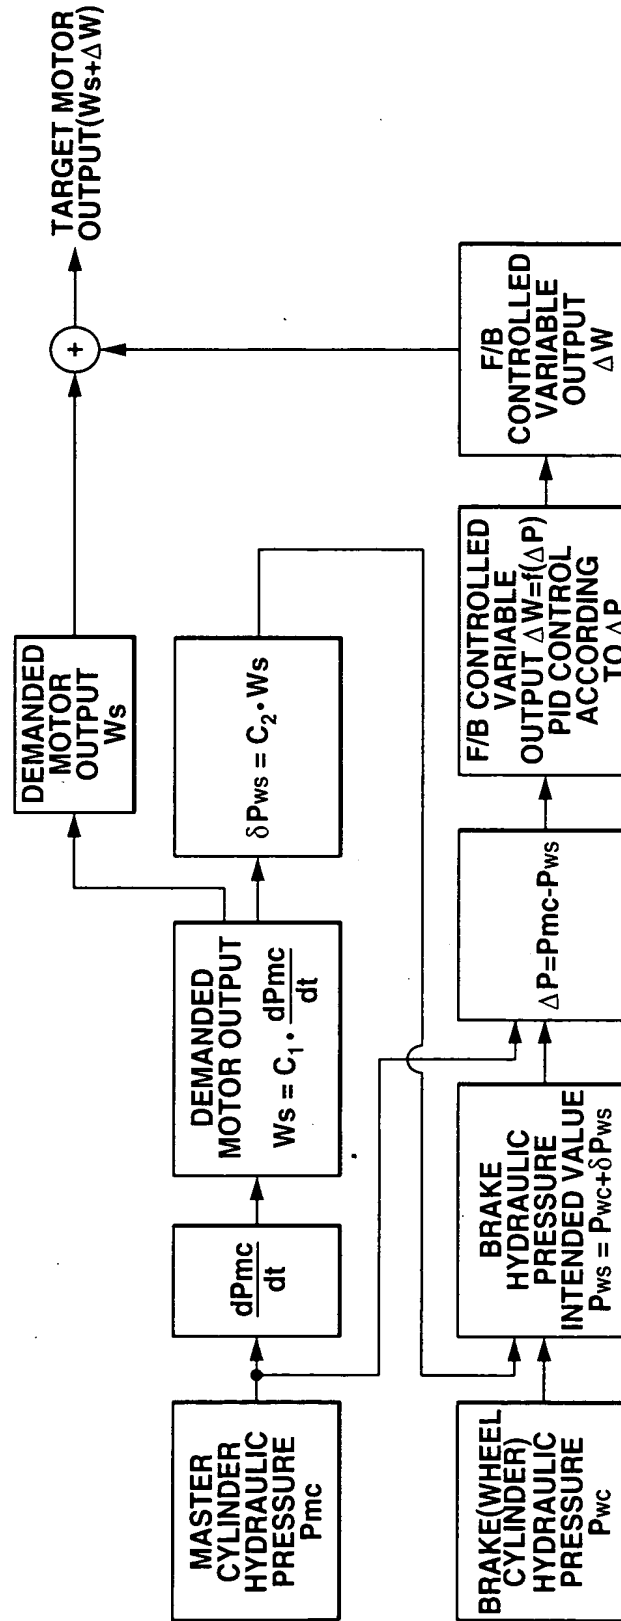 MASTER
CYLINDER
HYDRAULIC
PRESSURE
Pmc
dPmc
dt
DEMANDED
MOTOR OUTPUT
Ws = C₁ · dPmc
dt
DEMANDED
MOTOR
OUTPUT
Ws
+
TARGET MOTOR
OUTPUT(Ws+ΔW)
δPws = C₂ · Ws
BRAKE(WHEEL
CYLINDER)
HYDRAULIC
PRESSURE
Pwc
BRAKE
HYDRAULIC
PRESSURE
INTENDED VALUE
Pws = Pwc+δPws
ΔP=Pmc-Pws
F/B CONTROLLED
VARIABLE
OUTPUT ΔW=f(ΔP)
PID CONTROL
ACCORDING
TO ΔP
F/B
CONTROLLED
VARIABLE
OUTPUT
ΔW